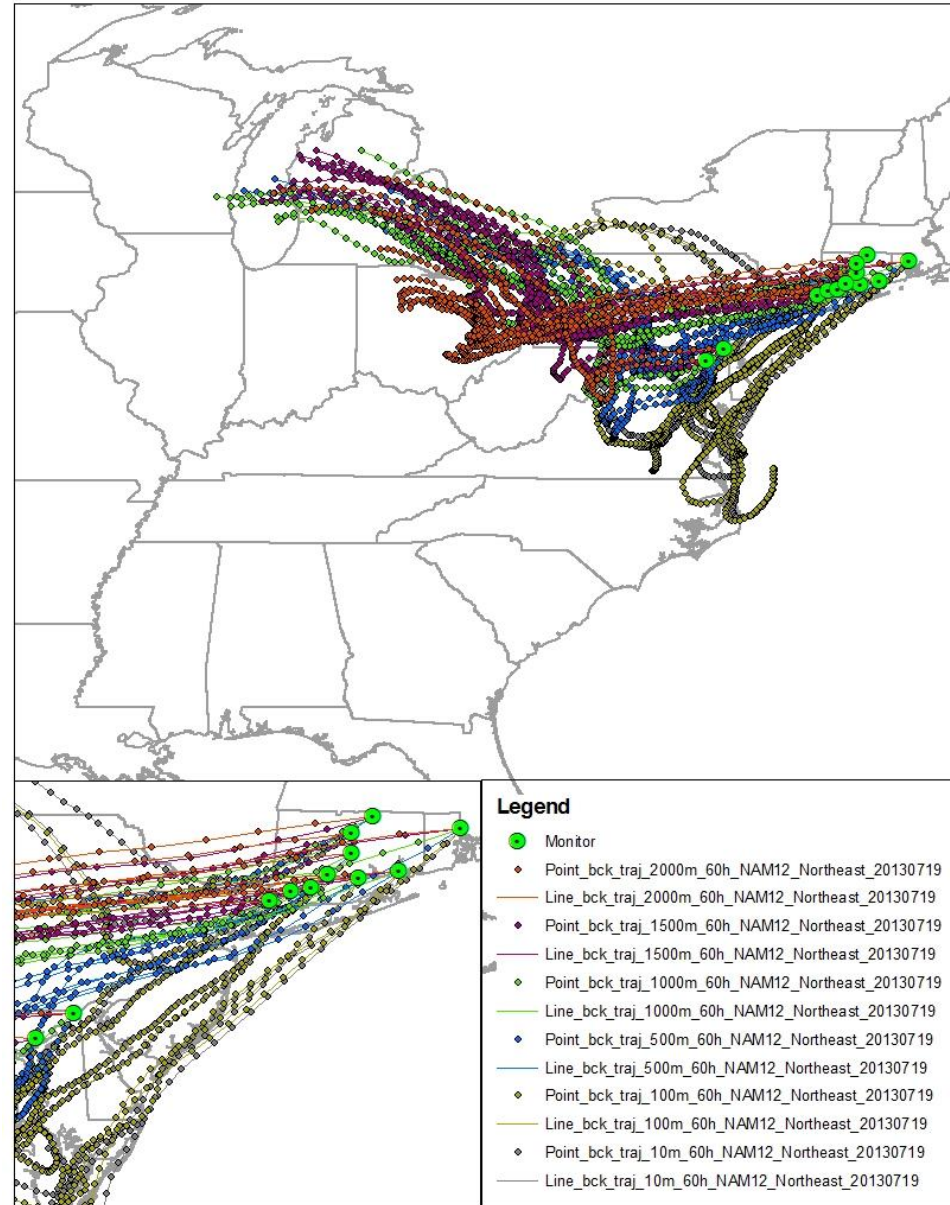 Legend
Monitor
Point_bck_traj_2000m_60h_NAM12_Northeast_20130719
Line_bck_traj_2000m_60h_NAM12_Northeast_20130719
Point_bck_traj_1500m_60h_NAM12_Northeast_20130719
Line_bck_traj_1500m_60h_NAM12_Northeast_20130719
Point_bck_traj_1000m_60h_NAM12_Northeast_20130719
Line_bck_traj_1000m_60h_NAM12_Northeast_20130719
Point_bck_traj_500m_60h_NAM12_Northeast_20130719
Line_bck_traj_500m_60h_NAM12_Northeast_20130719
Point_bck_traj_100m_60h_NAM12_Northeast_20130719
Line_bck_traj_100m_60h_NAM12_Northeast_20130719
Point_bck_traj_10m_60h_NAM12_Northeast_20130719
Line_bck_traj_10m_60h_NAM12_Northeast_20130719